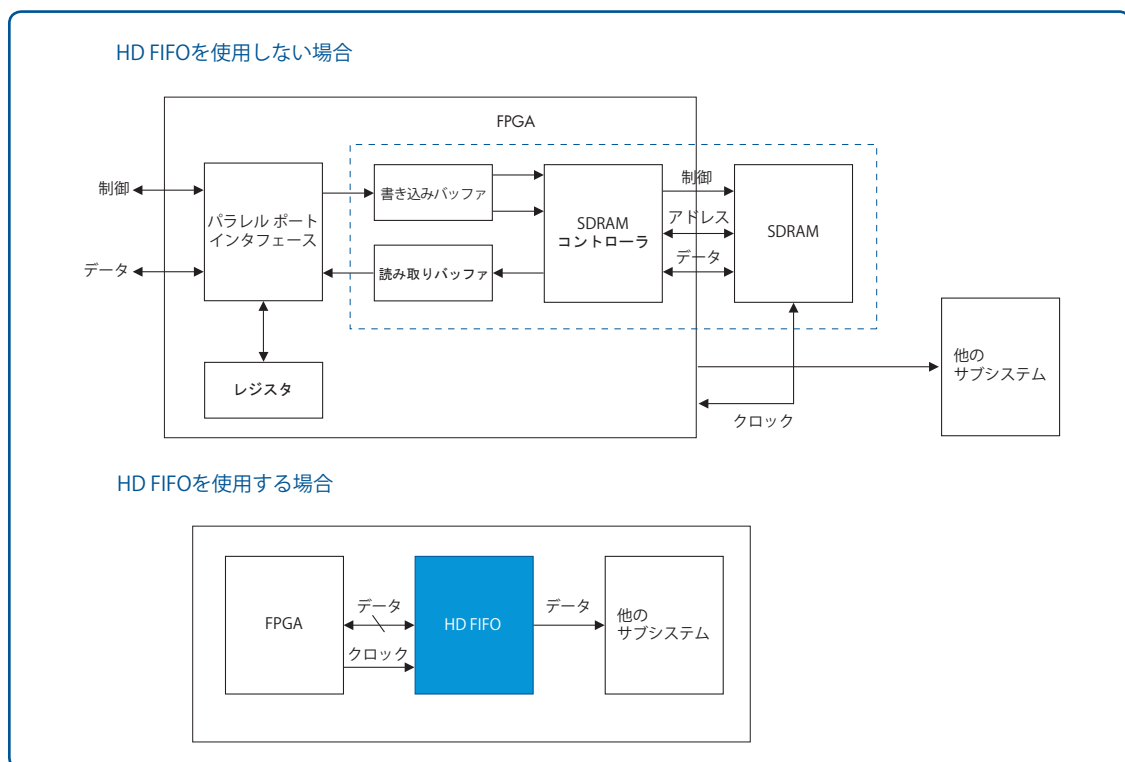 HD FIFOを使用しない場合
FPGA
制御
データ
パラレル ポート
インタフェース
書き込みバッファ
読み取りバッファ
SDRAM
コントローラ
制御
アドレス
データ
SDRAM
レジスタ
クロック
他の
サブシステム
HD FIFOを使用する場合
FPGA
データ
クロック
HD FIFO
データ
他の
サブシステム